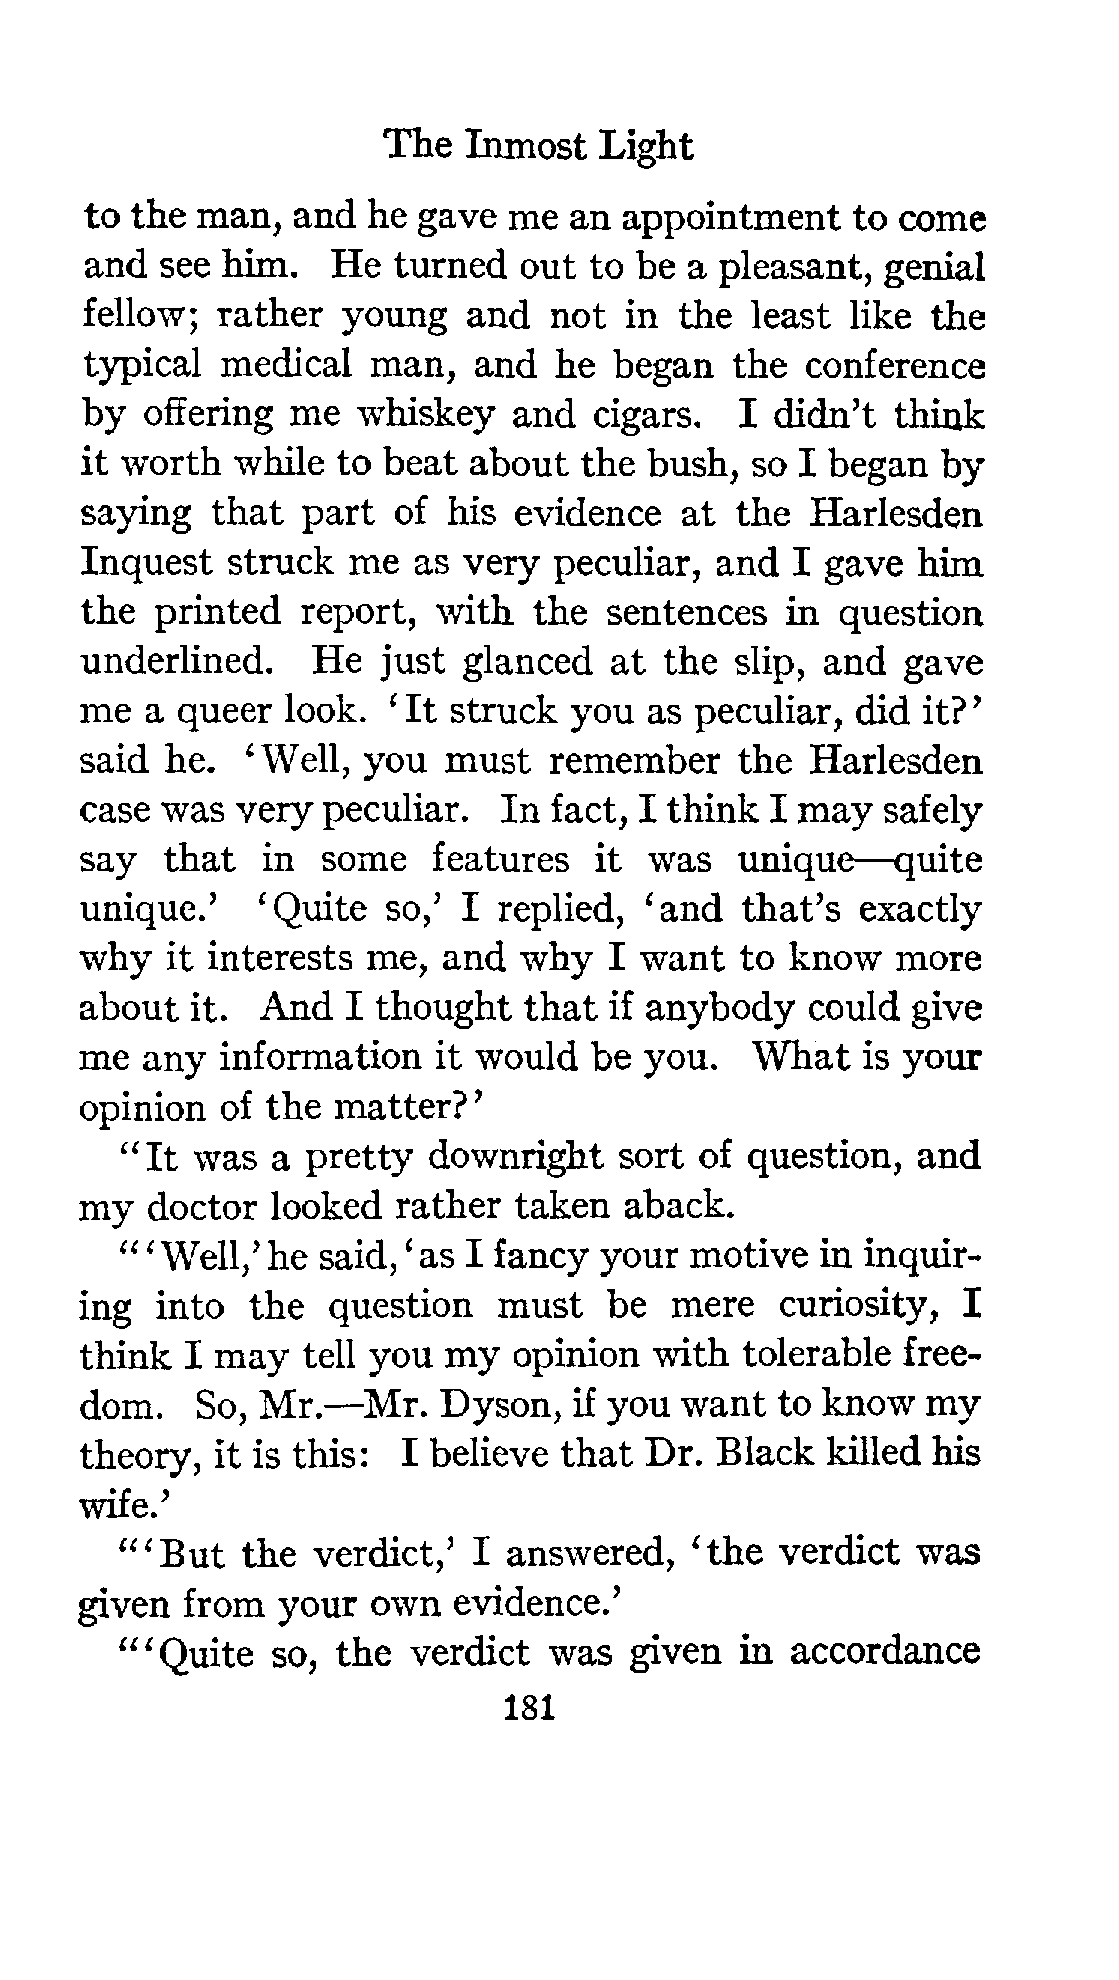 The Inmost Light
to the man, and he gave me an appointment to come
and see him. He turned out to be a pleasant, genial
fellow; rather young and not in the least like the
typical medical man, and he began the conference
by offering me whiskey and cigars. I didn't think
it worth while to beat about the bush, so I began by
saying that part of his evidence at the Harlesden
Inquest struck me as very peculiar, and I gave him
the printed report, with the sentences in question
underlined. He just glanced at the slip, and gave
me a queer look. 'It struck you as peculiar, did it?'
said he. 'Well, you must remember the Harlesden
case was very peculiar. In fact, I think I may safely
say that in some features it was unique—quite
unique.' 'Quite so,' I replied, 'and that's exactly
why it interests me, and why I want to know more
about it. And I thought that if anybody could give
me any information it would be you. What is your
opinion of the matter?'
"It was a pretty downright sort of question, and
my doctor looked rather taken aback.
"'Well,' he said, 'as I fancy your motive in inquir-
ing into the question must be mere curiosity, I
think I may tell you my opinion with tolerable free-
dom. So, Mr.—Mr. Dyson, if you want to know my
theory, it is this: I believe that Dr. Black killed his
wife.'
"'But the verdict,' I answered, 'the verdict was
given from your own evidence.'
"'Quite so, the verdict was given in accordance
181